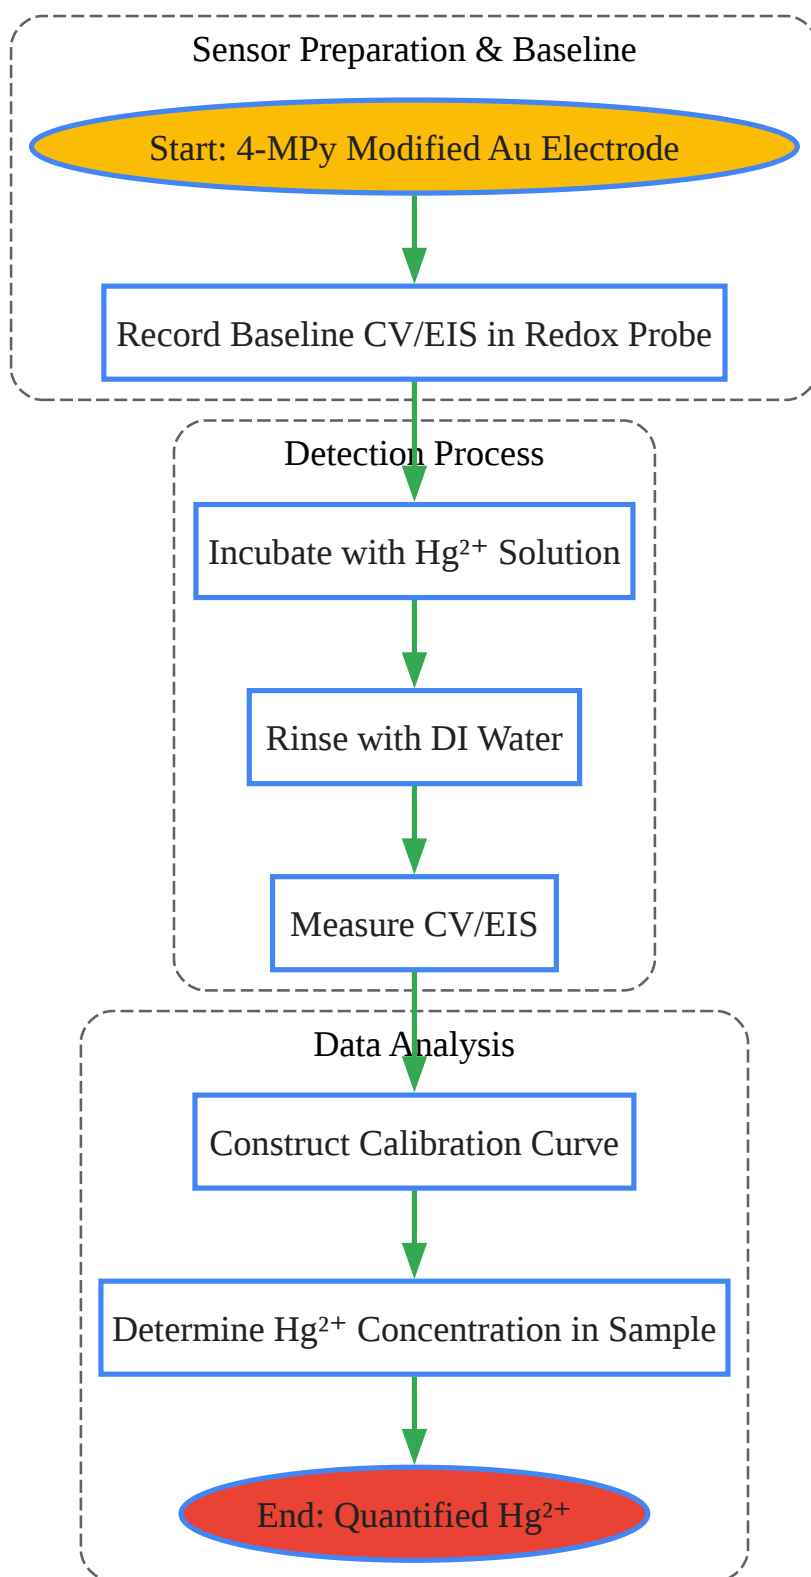 Sensor Preparation & Baseline
Start: 4-MPy Modified Au Electrode
Record Baseline CV/EIS in Redox Probe
Detection Process
Incubate with Hg²⁺ Solution
Rinse with DI Water
Measure CV/EIS
Data Analysis
Construct Calibration Curve
Determine Hg²⁺ Concentration in Sample
End: Quantified Hg²⁺